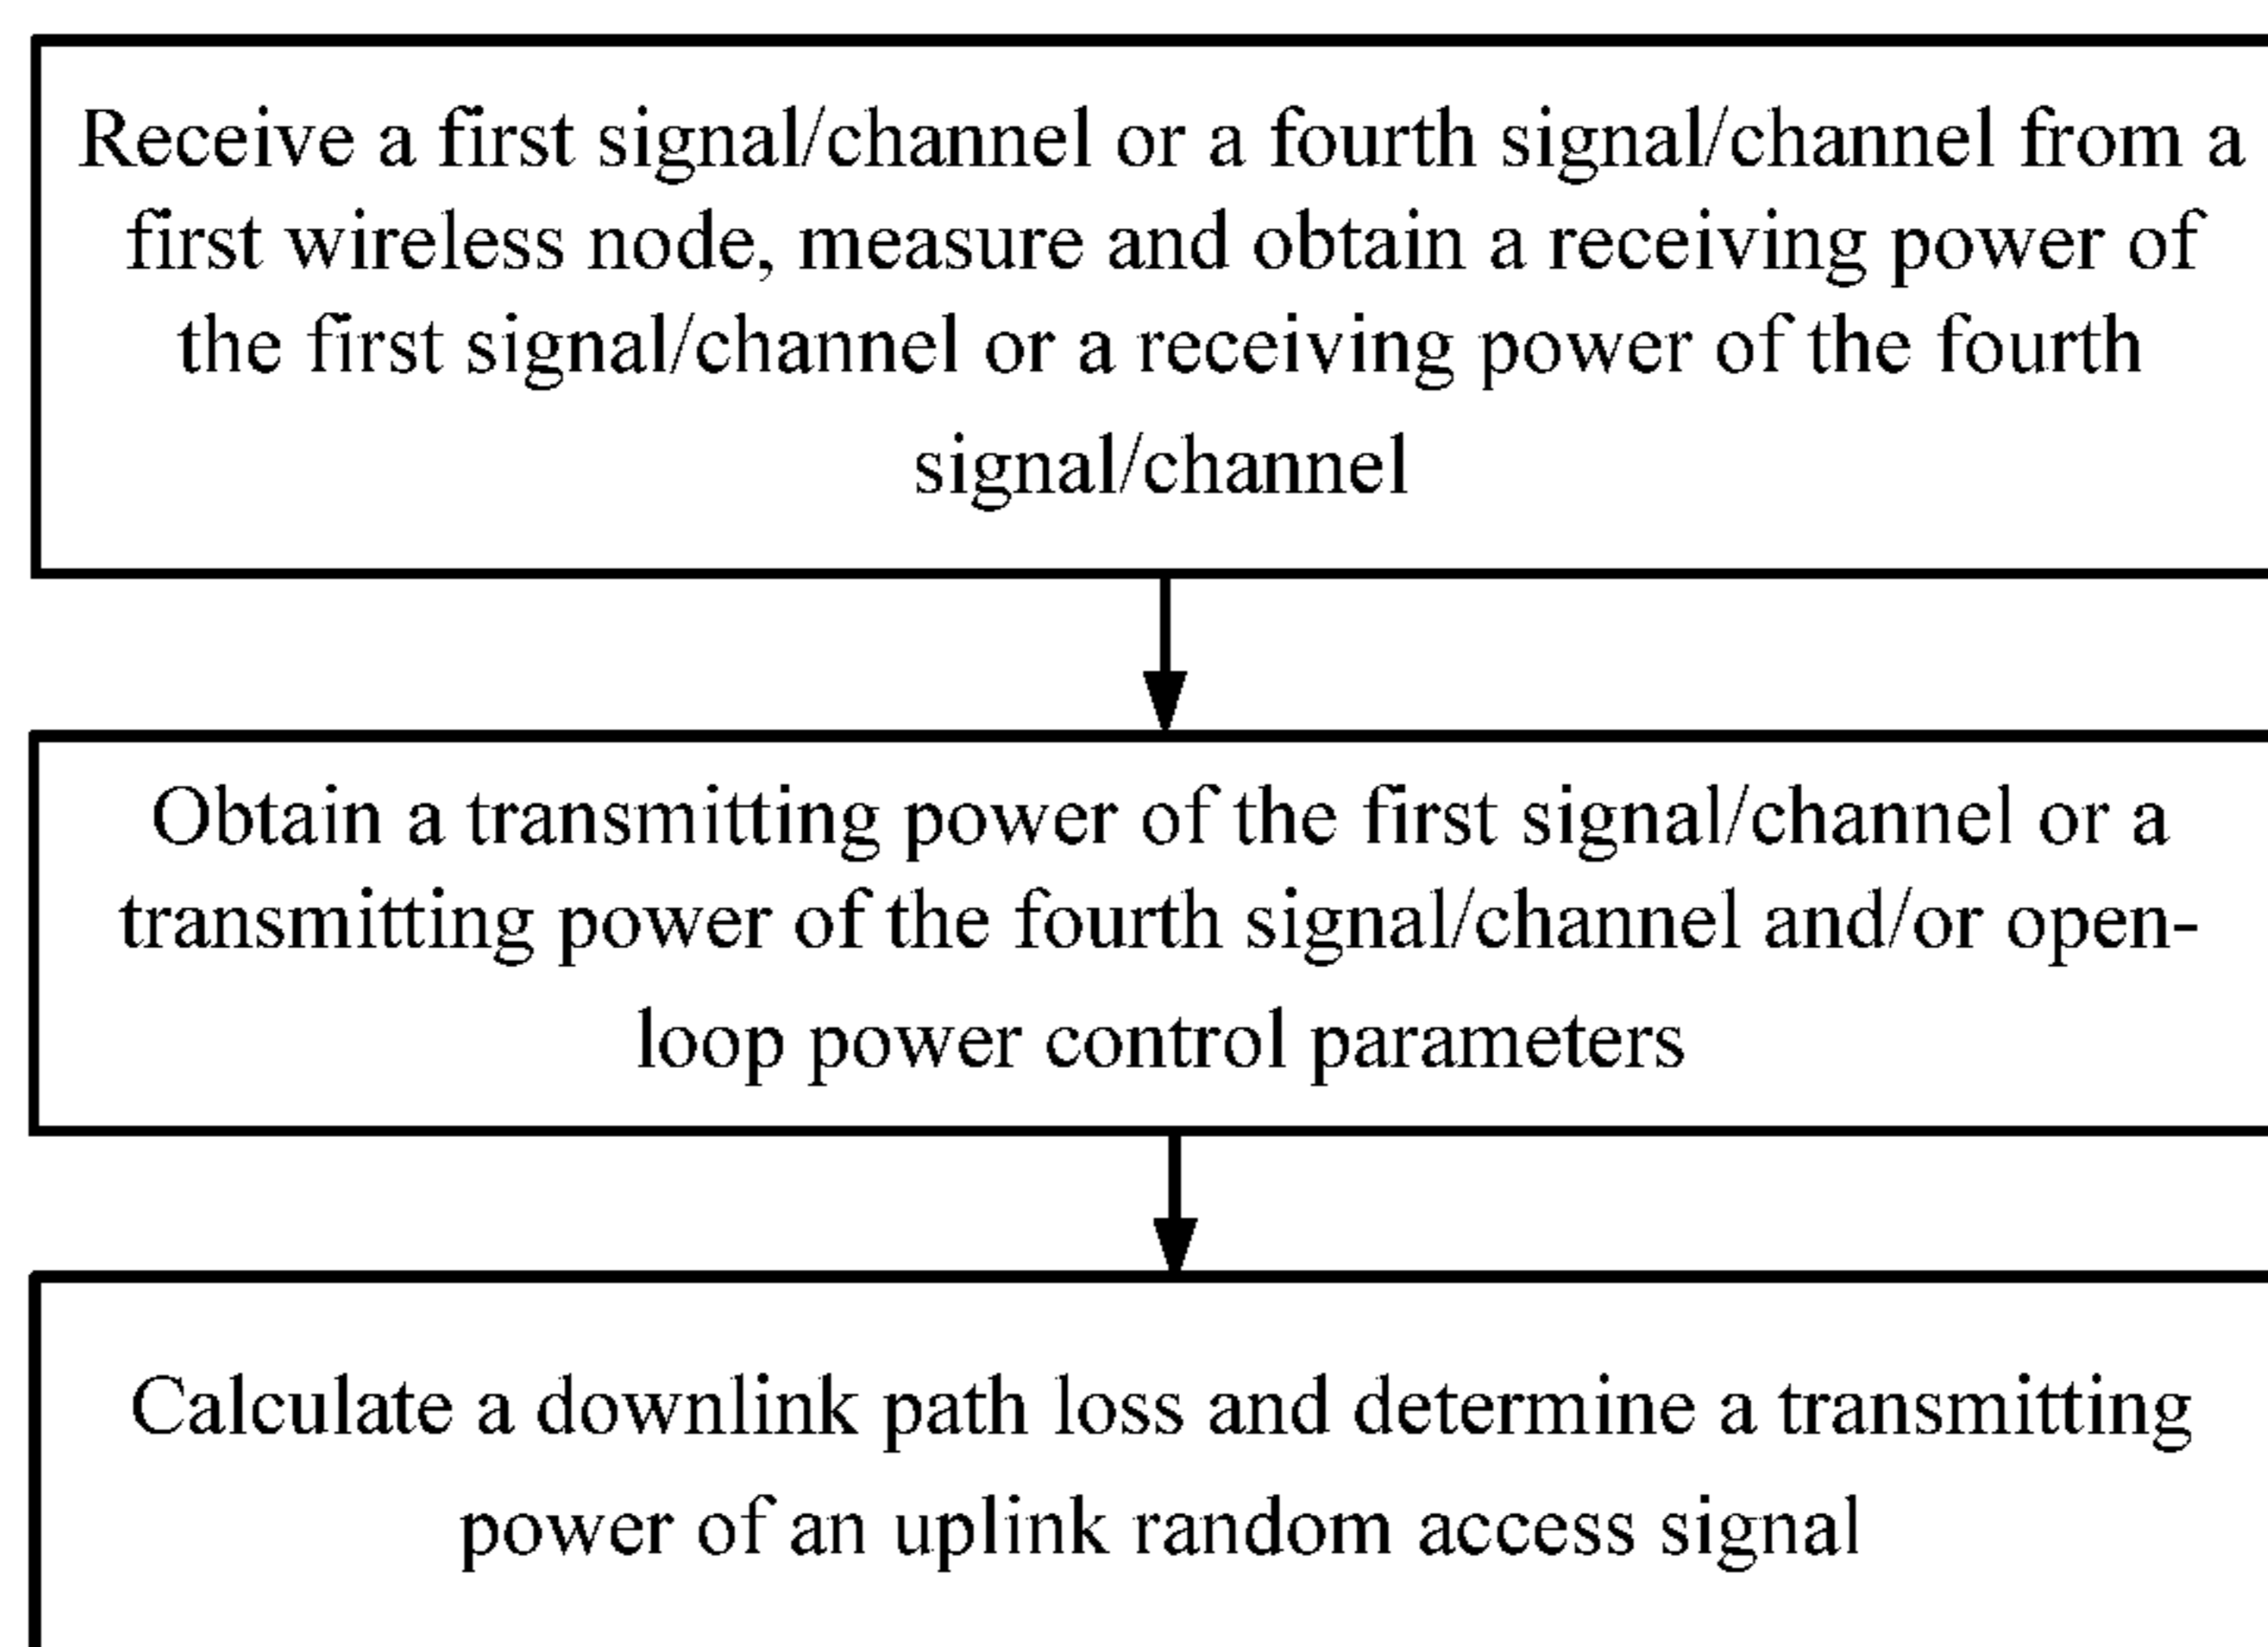 Receive a first signal/channel or a fourth signal/channel from a
first wireless node, measure and obtain a receiving power of
the first signal/channel or a receiving power of the fourth
signal/channel
Obtain a transmitting power of the first signal/channel or a
transmitting power of the fourth signal/channel and/or open-
loop power control parameters
Calculate a downlink path loss and determine a transmitting
power of an uplink random access signal